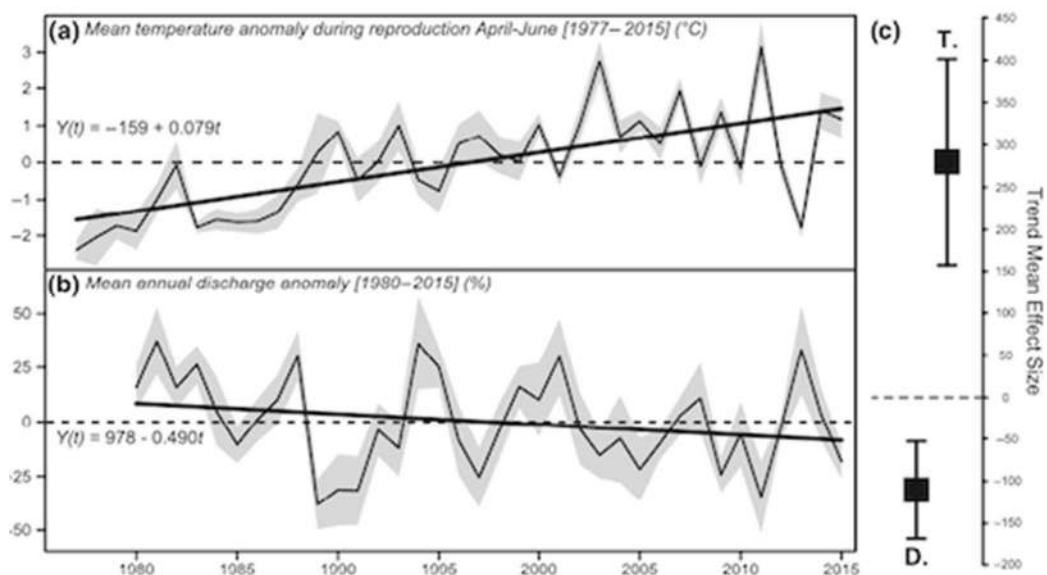 (a) Mean temperature anomaly during reproduction April-June [1977–2015] (°C)
3
2
1
0
−1
−2
Y(t) = −159 + 0.079t
(b) Mean annual discharge anomaly [1980–2015] (%)
50
25
0
-25
-50
Y(t) = 978 - 0.490t
1980 1985 1990 1995 2000 2005 2010 2015
(c)
T.
D.
450
400
350
300
250
200
150
100
50
0
−50
−100
−150
−200
Trend Mean Effect Size